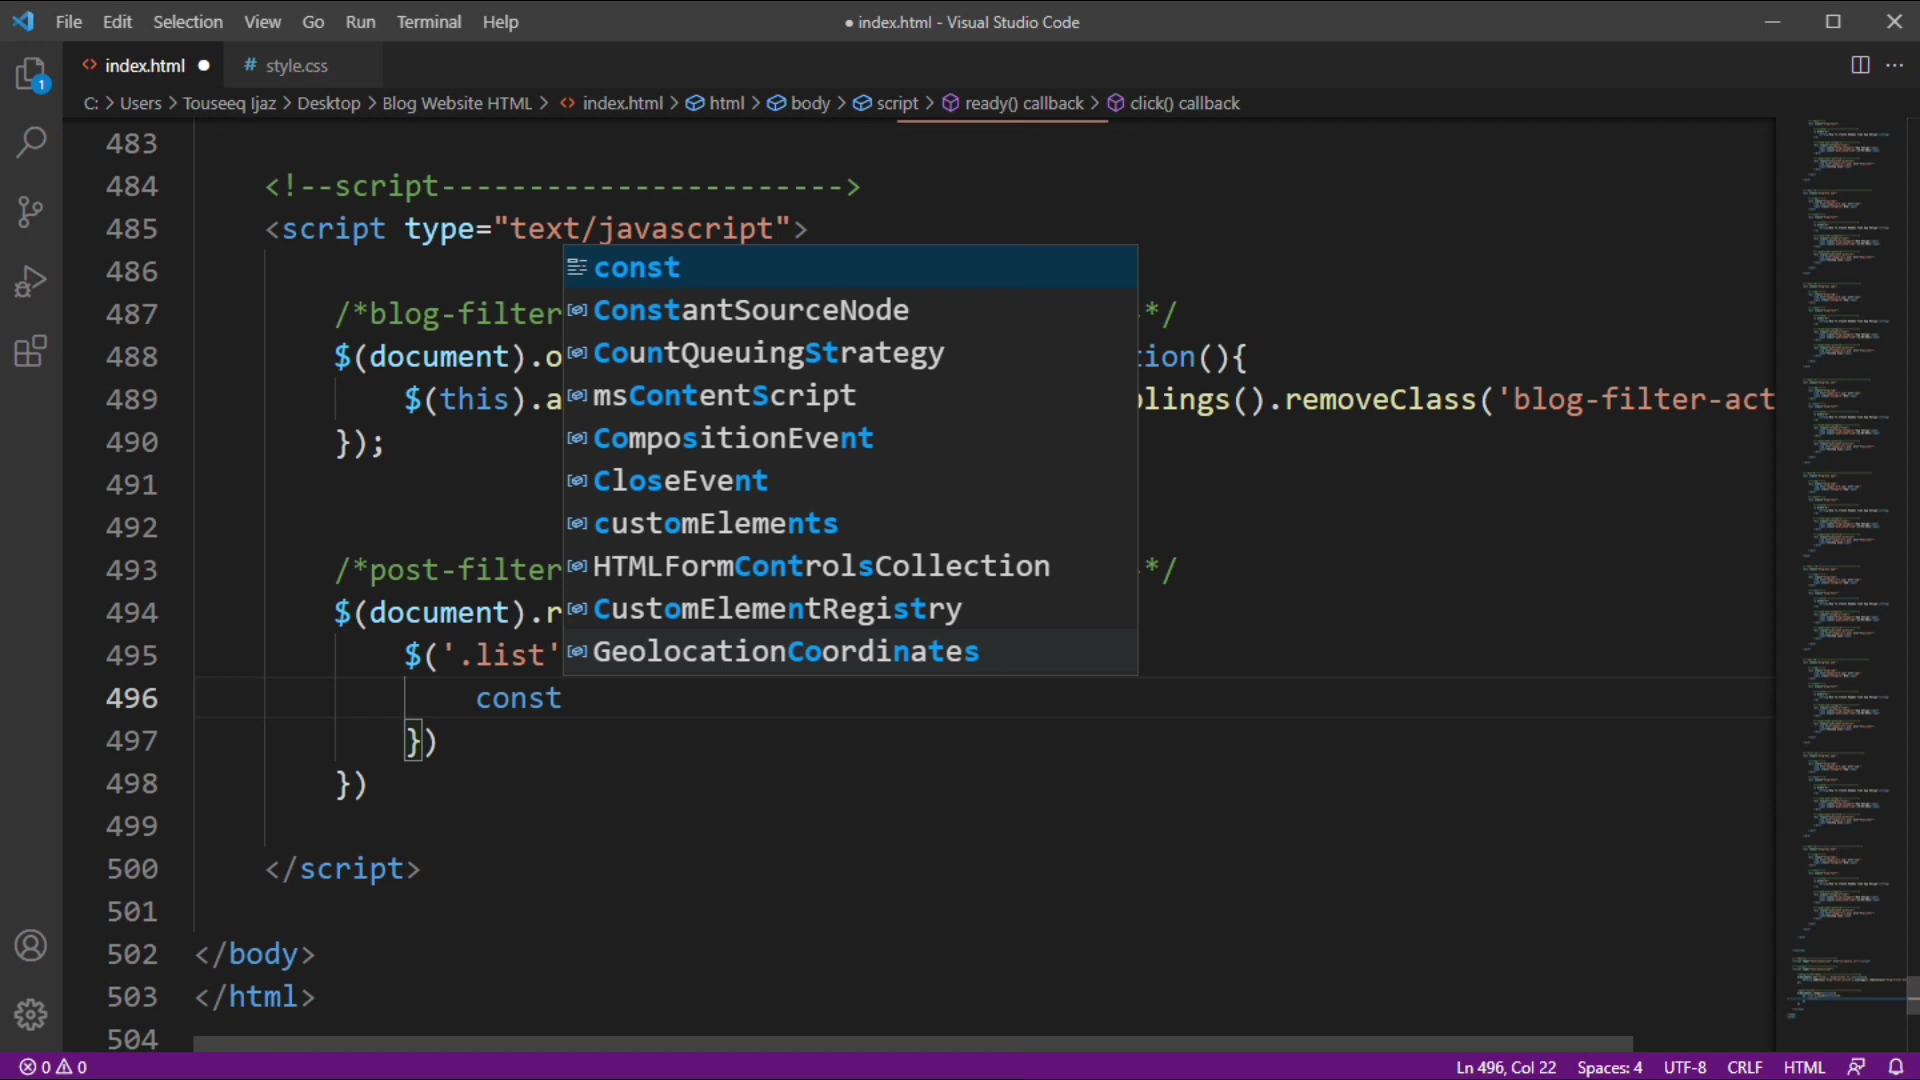 File Edit Selection View Go Run Terminal Help
● index.html - Visual Studio Code
<> index.html ●
# style.css
C: > Users > Touseeq Ijaz > Desktop > Blog Website HTML > <> index.html > html > body > script > ready() callback > click() callback
483
484 <!--script----------------------->
485 <script type="text/javascript">
486
487 /*blog-filter */
488 $(document).o tion(){
489 $(this).a blings().removeClass('blog-filter-act
490 });
491
492
493 /*post-filter */
494 $(document).r
495 $('.list'
496 const
497 })
498 })
499
500 </script>
501
502 </body>
503 </html>
504
const
ConstantSourceNode
CountQueuingStrategy
msContentScript
CompositionEvent
CloseEvent
customElements
HTMLFormControlsCollection
CustomElementRegistry
GeolocationCoordinates
1
0 0
Ln 496, Col 22 Spaces: 4 UTF-8 CRLF HTML